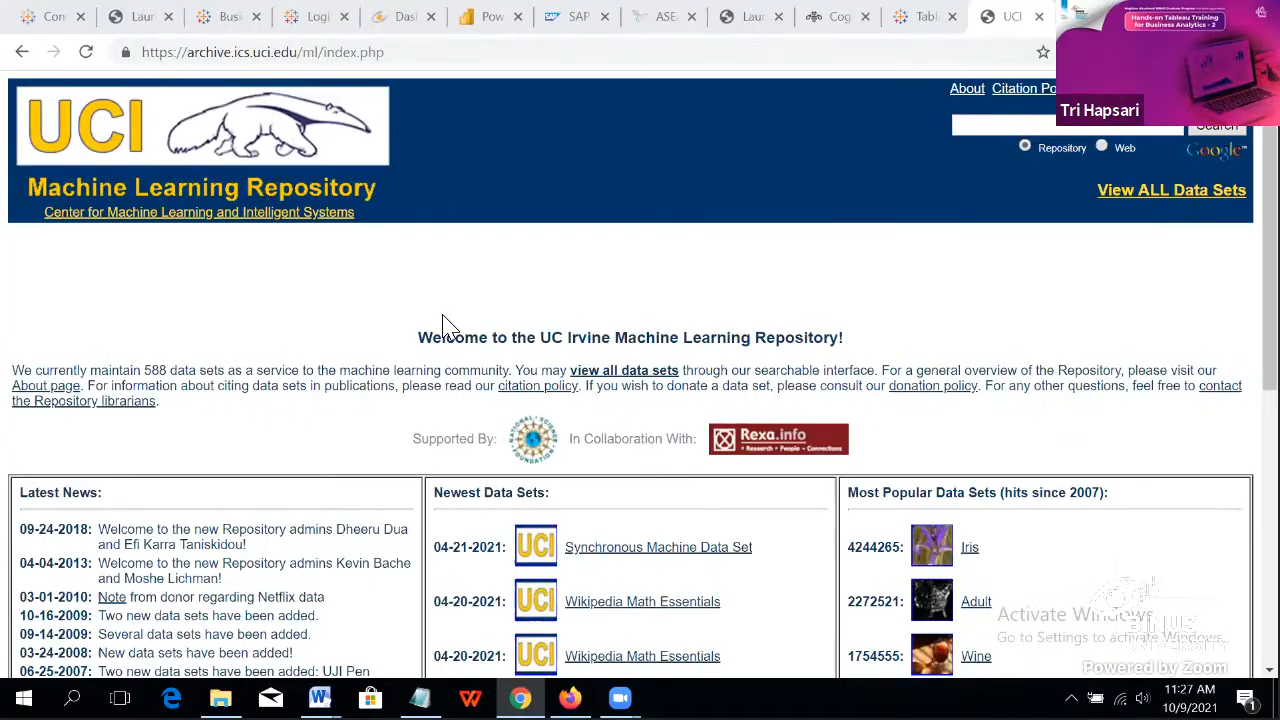 Con
Laun
Busi
Logi
Dasl
Pow
SAP
ASE
Lau
Cog
Tabl
UCI
https://archive.ics.uci.edu/ml/index.php
Hands-on Tableau Training
for Business Analytics - 2
Tri Hapsari
UCI
Machine Learning Repository
Center for Machine Learning and Intelligent Systems
About Citation Po
Search
Repository Web
Google™
View ALL Data Sets
Welcome to the UC Irvine Machine Learning Repository!
We currently maintain 588 data sets as a service to the machine learning community. You may view all data sets through our searchable interface. For a general overview of the Repository, please visit our
About page. For information about citing data sets in publications, please read our citation policy. If you wish to donate a data set, please consult our donation policy. For any other questions, feel free to contact
the Repository librarians.
Supported By:
In Collaboration With:
Rexa.info
• Research • People • Connections
Latest News:
09-24-2018: Welcome to the new Repository admins Dheeru Dua
and Efi Karra Taniskidou!
04-04-2013: Welcome to the new Repository admins Kevin Bache
and Moshe Lichman!
03-01-2010: Note from donor regarding Netflix data
10-16-2009: Two new data sets have been added.
09-14-2009: Several data sets have been added.
03-24-2008: New data sets have been added!
06-25-2007: Two new data sets have been added: UJI Pen
Newest Data Sets:
04-21-2021: UCI Synchronous Machine Data Set
04-20-2021: UCI Wikipedia Math Essentials
04-20-2021: UCI Wikipedia Math Essentials
Most Popular Data Sets (hits since 2007):
4244265: Iris
2272521: Adult
1754555: Wine
Activate Windows
Go to Settings to activate Windows.
BINUS
UNIVERSITY
Powered by Zoom
11:27 AM
10/9/2021
1